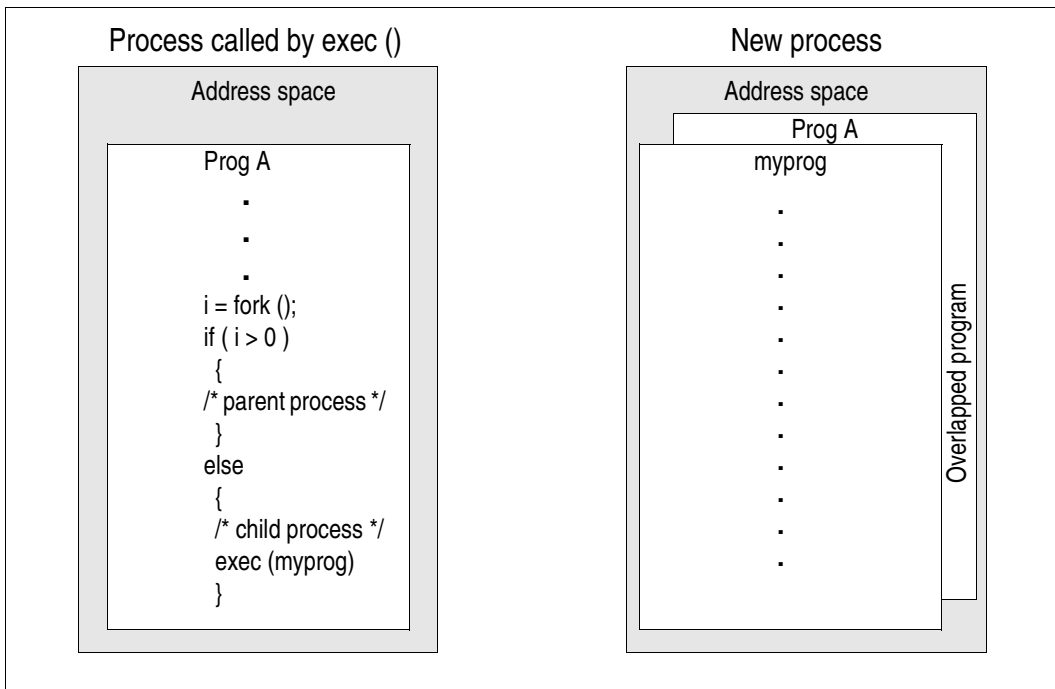 Process called by exec ()
Address space
Prog A
.
.
.
i = fork ();
if ( i > 0 )
{
/* parent process */
}
else
{
/* child process */
exec (myprog)
}
New process
Address space
Prog A
myprog
.
.
.
.
.
.
.
.
.
.
.
.
Overlapped program